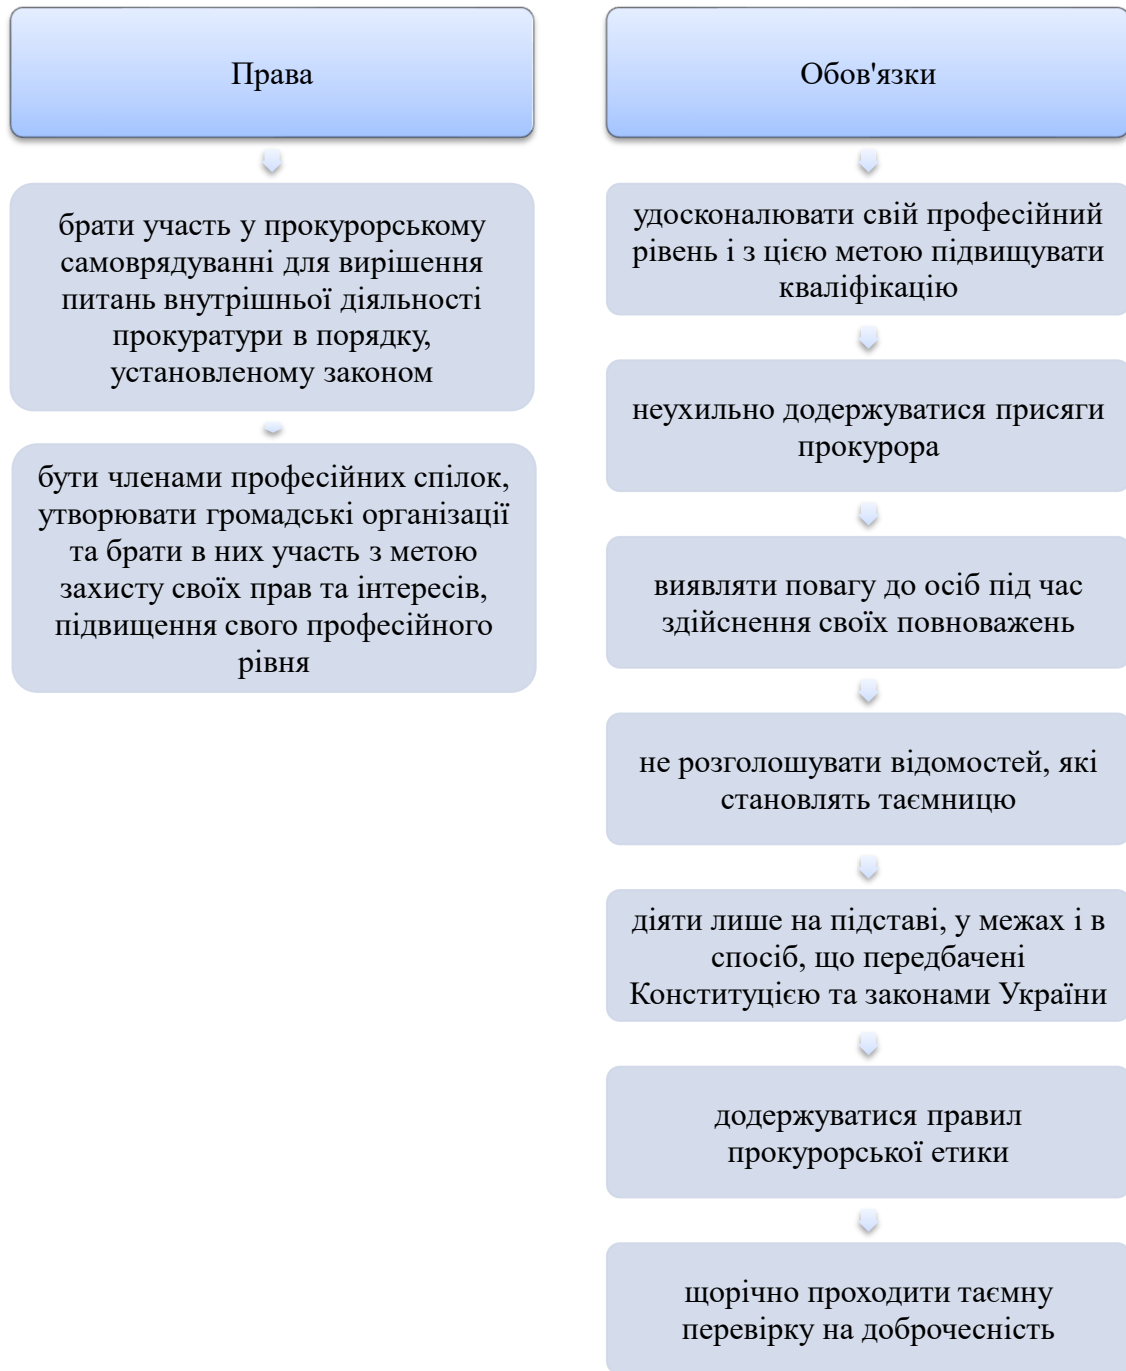 Права
брати участь у прокурорському
самоврядуванні для вирішення
питань внутрішньої діяльності
прокуратури в порядку,
установленому законом
бути членами професійних спілок,
утворювати громадські організації
та брати в них участь з метою
захисту своїх прав та інтересів,
підвищення свого професійного
рівня
Обов'язки
удосконалювати свій професійний
рівень і з цією метою підвищувати
кваліфікацію
неухильно додержуватися присяги
прокурора
виявляти повагу до осіб під час
здійснення своїх повноважень
не розголошувати відомостей, які
становлять таємницю
діяти лише на підставі, у межах і в
спосіб, що передбачені
Конституцією та законами України
додержуватися правил
прокурорської етики
щорічно проходити таємну
перевірку на доброчесність